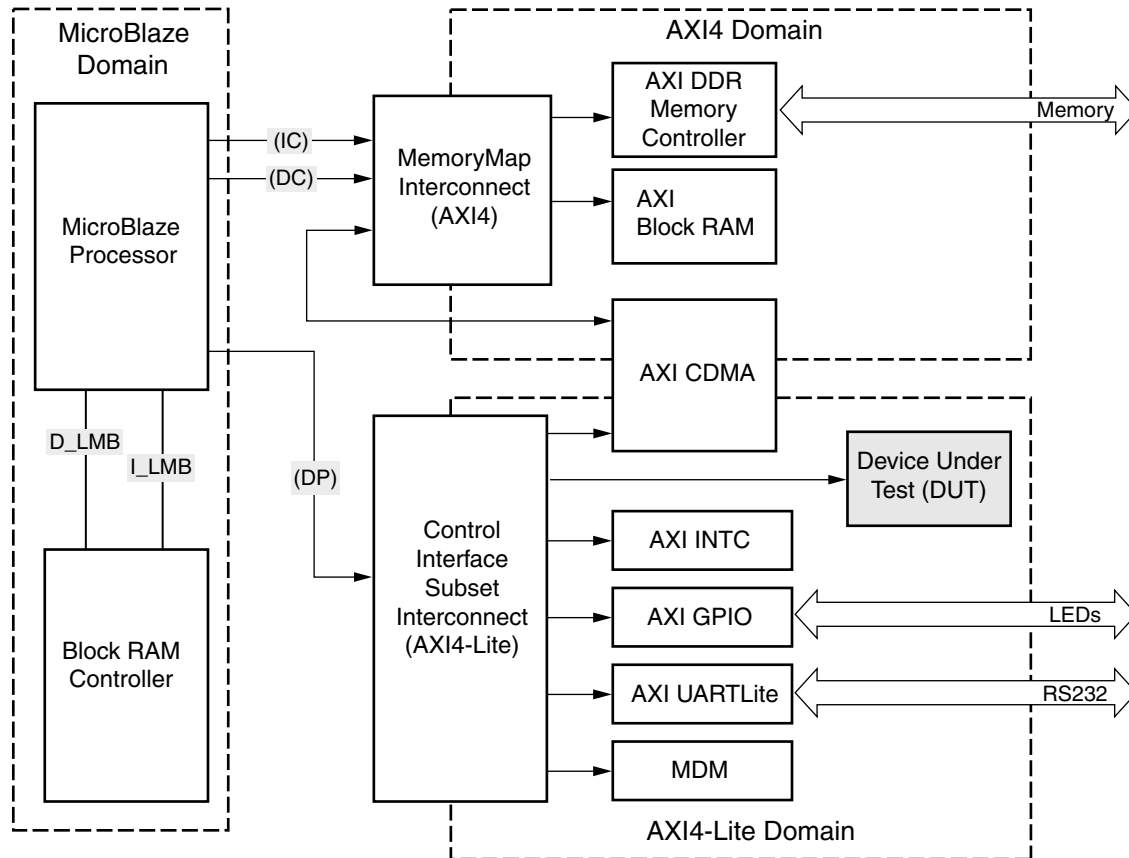 MicroBlaze
Domain
AXI4 Domain
MicroBlaze
Processor
(IC)
(DC)
MemoryMap
Interconnect
(AXI4)
AXI DDR
Memory
Controller
Memory
AXI
Block RAM
AXI CDMA
D_LMB
I_LMB
(DP)
Block RAM
Controller
Control
Interface
Subset
Interconnect
(AXI4-Lite)
Device Under
Test (DUT)
AXI INTC
AXI GPIO
LEDs
AXI UARTLite
RS232
MDM
AXI4-Lite Domain